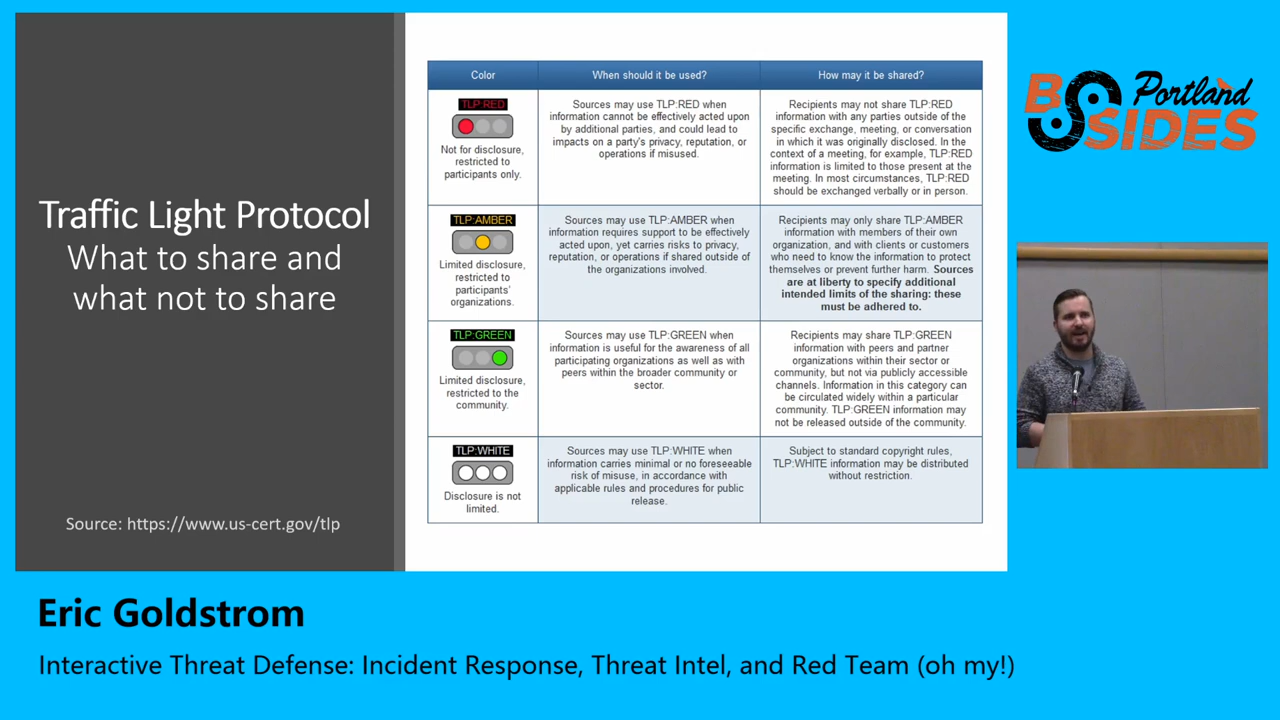 Traffic Light Protocol
What to share and
what not to share
Source: https://www.us-cert.gov/tlp
Color
When should it be used?
How may it be shared?
TLP:RED
Not for disclosure,
restricted to
participants only.
Sources may use TLP:RED when
information cannot be effectively acted upon
by additional parties, and could lead to
impacts on a party's privacy, reputation, or
operations if misused.
Recipients may not share TLP:RED
information with any parties outside of the
specific exchange, meeting, or conversation
in which it was originally disclosed. In the
context of a meeting, for example, TLP:RED
information is limited to those present at the
meeting. In most circumstances, TLP:RED
should be exchanged verbally or in person.
TLP:AMBER
Limited disclosure,
restricted to
participants'
organizations.
Sources may use TLP:AMBER when
information requires support to be effectively
acted upon, yet carries risks to privacy,
reputation, or operations if shared outside of
the organizations involved.
Recipients may only share TLP:AMBER
information with members of their own
organization, and with clients or customers
who need to know the information to protect
themselves or prevent further harm. Sources
are at liberty to specify additional
intended limits of the sharing: these
must be adhered to.
TLP:GREEN
Limited disclosure,
restricted to the
community.
Sources may use TLP:GREEN when
information is useful for the awareness of all
participating organizations as well as with
peers within the broader community or
sector.
Recipients may share TLP:GREEN
information with peers and partner
organizations within their sector or
community, but not via publicly accessible
channels. Information in this category can
be circulated widely within a particular
community. TLP:GREEN information may
not be released outside of the community.
TLP:WHITE
Disclosure is not
limited.
Sources may use TLP:WHITE when
information carries minimal or no foreseeable
risk of misuse, in accordance with
applicable rules and procedures for public
release.
Subject to standard copyright rules,
TLP:WHITE information may be distributed
without restriction.
BSIDES Portland
Eric Goldstrom
Interactive Threat Defense: Incident Response, Threat Intel, and Red Team (oh my!)